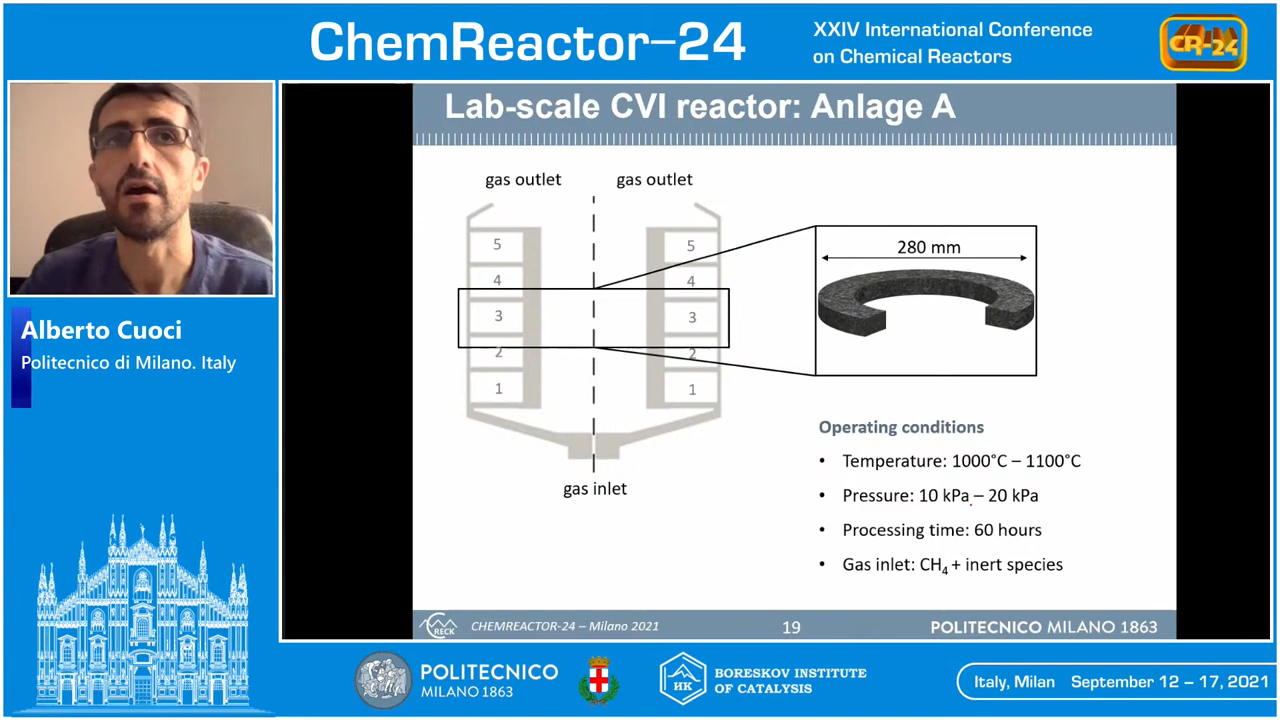 ChemReactor–24
XXIV International Conference
on Chemical Reactors
CR-24
Lab-scale CVI reactor: Anlage A
gas outlet
gas outlet
5
5
4
4
3
3
2
2
1
1
gas inlet
280 mm
Operating conditions
• Temperature: 1000°C – 1100°C
• Pressure: 10 kPa – 20 kPa
• Processing time: 60 hours
• Gas inlet: CH4 + inert species
Alberto Cuoci
Politecnico di Milano. Italy
CRECK
CHEMREACTOR-24 – Milano 2021
19
POLITECNICO MILANO 1863
POLITECNICO
MILANO 1863
НК
BORESKOV INSTITUTE
OF CATALYSIS
Italy, Milan September 12 – 17, 2021